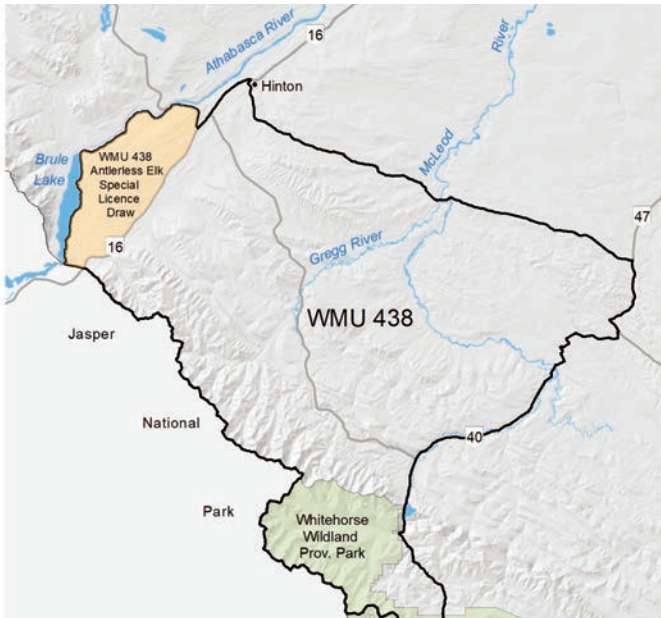 16
Athabasca River
River
Hinton
McLeod
WMU 438
Antlerless Elk
Special
Licence
Draw
Brule
Lake
47
16
Gregg River
WMU 438
Jasper
National
40
Park
Whitehorse
Wildland
Prov. Park